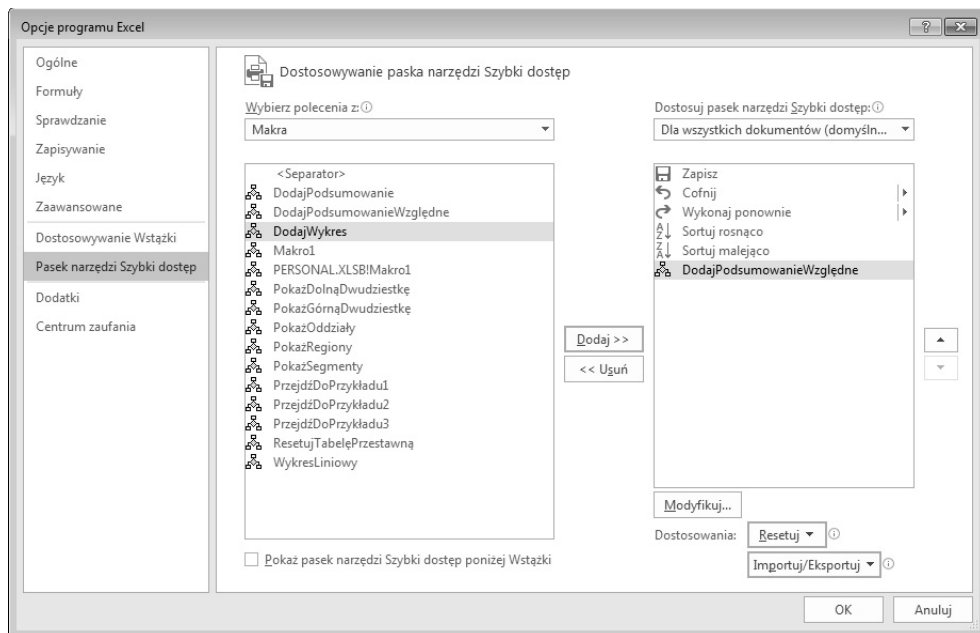 Opcje programu Excel
Ogólne
Formuły
Sprawdzanie
Zapisywanie
Język
Zaawansowane
Dostosowywanie Wstążki
Pasek narzędzi Szybki dostęp
Dodatki
Centrum zaufania
Dostosowywanie paska narzędzi Szybki dostęp
Wybierz polecenia z:
Makra
<Separator>
DodajPodsumowanie
DodajPodsumowanieWzględne
DodajWykres
Makro1
PERSONAL.XLSB!Makro1
PokażDolnąDwudziestkę
PokażGórnąDwudziestkę
PokażOddziały
PokażRegiony
PokażSegmenty
PrzejdźDoPrzykładu1
PrzejdźDoPrzykładu2
PrzejdźDoPrzykładu3
ResetujTabelęPrzestawną
WykresLiniowy
Pokaż pasek narzędzi Szybki dostęp poniżej Wstążki
Dodaj >>
<< Usuń
Dostosuj pasek narzędzi Szybki dostęp:
Dla wszystkich dokumentów (domyśln...
Zapisz
Cofnij
Wykonaj ponownie
Sortuj rosnąco
Sortuj malejąco
DodajPodsumowanieWzględne
Modyfikuj...
Dostosowania: Resetuj
Importuj/Eksportuj
OK Anuluj